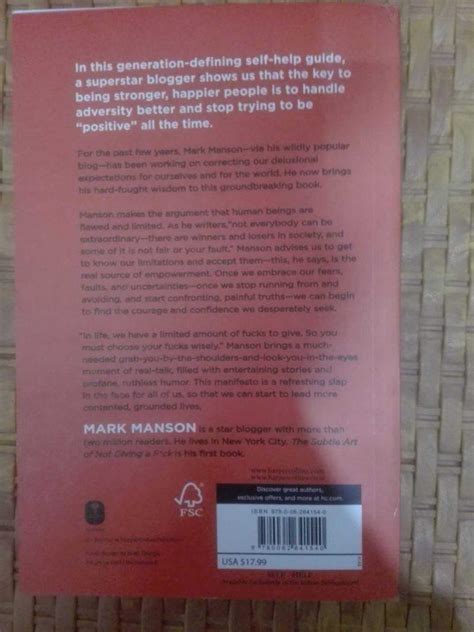 In this generation-defining self-help guide,
a superstar blogger shows us that the key to
being stronger, happier people is to handle
adversity better and stop trying to be
"positive" all the time.
For the past few years, Mark Manson—via his wildly popular
blog—has been working on correcting our delusional
expectations for ourselves and for the world. He now brings
his hard-fought wisdom to this groundbreaking book.
Manson makes the argument that human beings are
flawed and limited. As he writes,"not everybody can be
extraordinary—there are winners and losers in society, and
some of it is not fair or your fault." Manson advises us to get
to know our limitations and accept them—this, he says, is the
real source of empowerment. Once we embrace our fears,
faults, and uncertainties—once we stop running from and
avoiding, and start confronting, painful truths—we can begin
to find the courage and confidence we desperately seek.
"In life, we have a limited amount of fucks to give. So you
must choose your fucks wisely." Manson brings a much-
needed grab-you-by-the-shoulders-and-look-you-in-the-eyes
moment of real-talk, filled with entertaining stories and
profane, ruthless humor. This manifesto is a refreshing slap
in the face for all of us, so that we can start to lead more
contented, grounded lives.
MARK MANSON is a star blogger with more than
two million readers. He lives in New York City. The Subtle Art
of Not Giving a F*ck is his first book.
Discover great authors,
exclusive offers, and more at hc.com.
FSC
USA $17.99
SELF-HELP